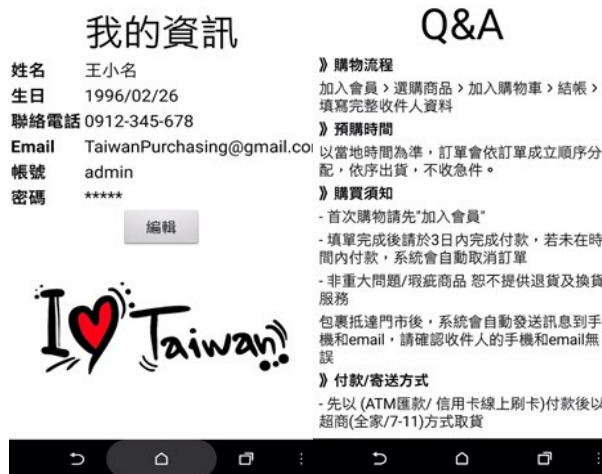 我的資訊
姓名 王小名
生日 1996/02/26
聯絡電話 0912-345-678
Email TaiwanPurchasing@gmail.co
帳號 admin
密碼 *****
編輯
I Taiwan
Q&A
》購物流程
加入會員 > 選購商品 > 加入購物車 > 結帳 >
填寫完整收件人資料
》預購時間
以當地時間為準，訂單會依訂單成立順序分
配，依序出貨，不收急件。
》購買須知
- 首次購物請先"加入會員"
- 填單完成後請於3日內完成付款，若未在時
間內付款，系統會自動取消訂單
- 非重大問題/瑕疵商品 恕不提供退貨及換貨
服務
包裹抵達門市後，系統會自動發送訊息到手
機和email，請確認收件人的手機和email無
誤
》付款/寄送方式
- 先以 (ATM匯款/ 信用卡線上刷卡)付款後以
超商(全家/7-11)方式取貨